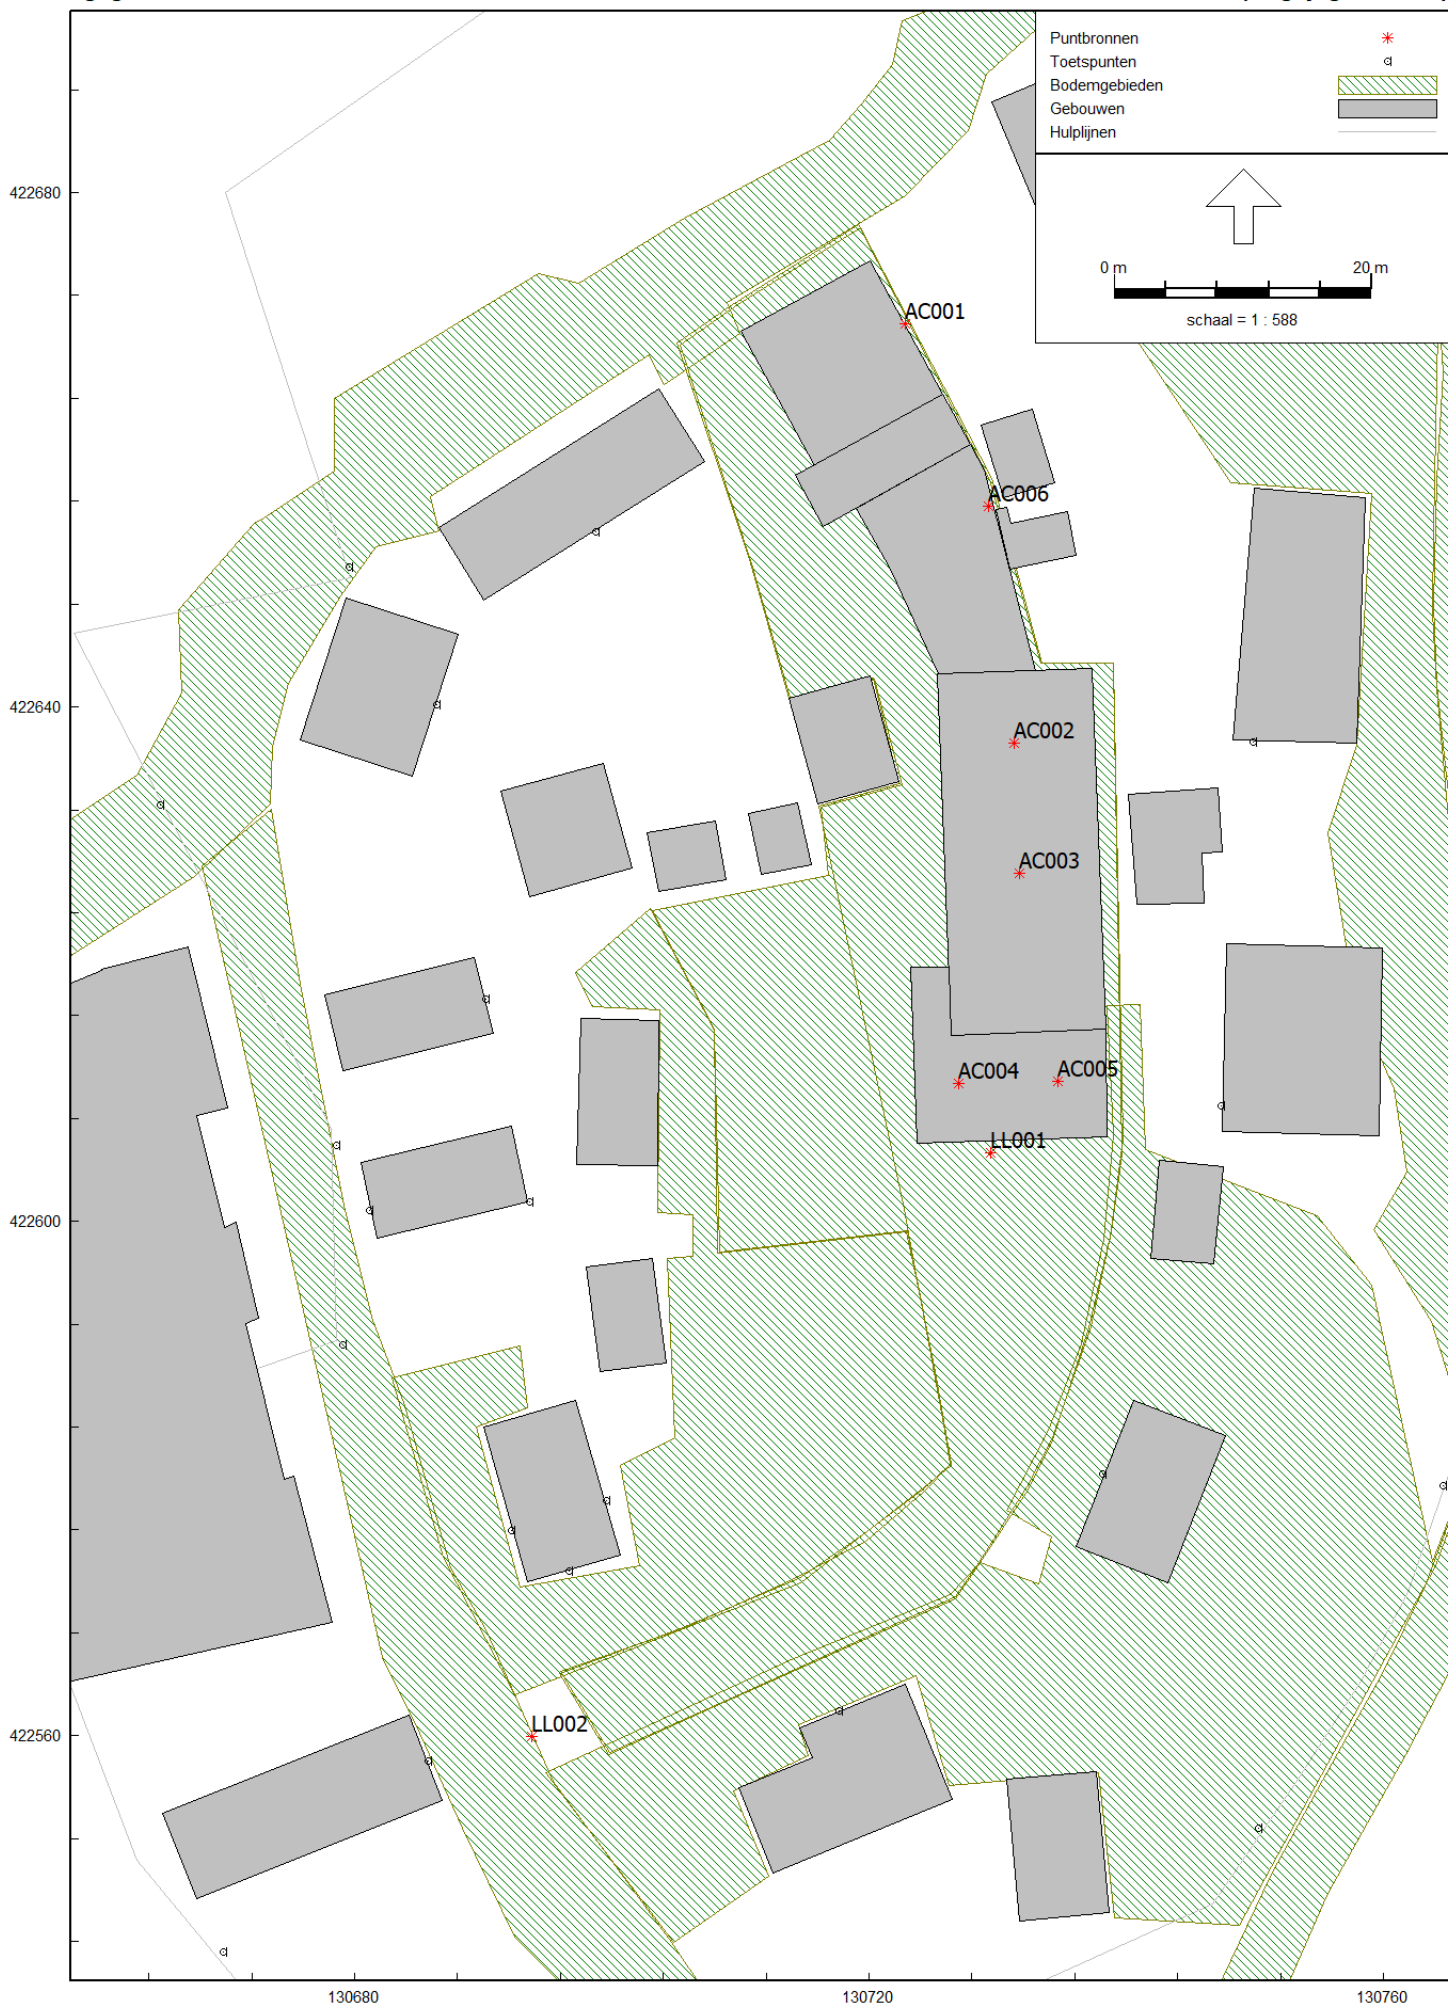 Puntbronnen
Toetspunten
Bodemgebieden
Gebouwen
Hulplijnen
0 m 20 m
schaal = 1 : 588
422680
422640
422600
422560
130680 130720 130760
AC001
AC006
AC002
AC003
AC004 AC005
LL001
LL002